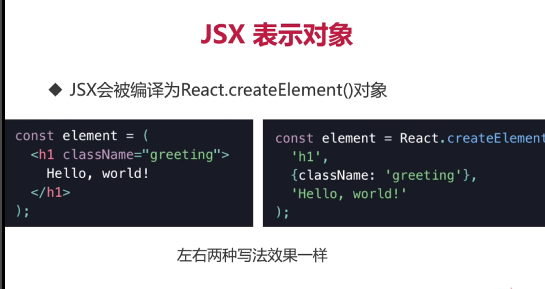 JSX 表示对象
◆ JSX会被编译为React.createElement()对象
const element = (
  <h1 className="greeting">
    Hello, world!
  </h1>
);
const element = React.createElement
  'h1',
  {className: 'greeting'},
  'Hello, world!'
);
左右两种写法效果一样